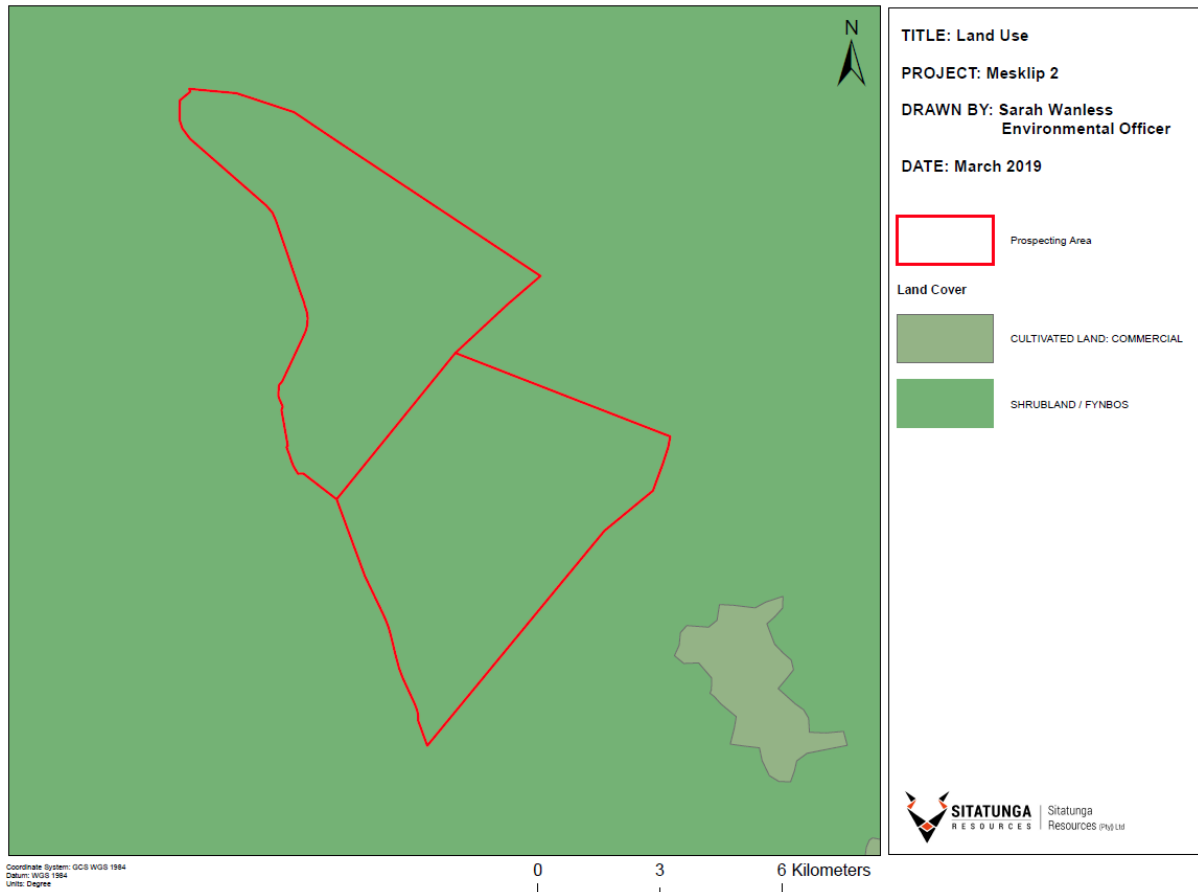 N
TITLE: Land Use
PROJECT: Mesklip 2
DRAWN BY: Sarah Wanless
Environmental Officer
DATE: March 2019
Prospecting Area
Land Cover
CULTIVATED LAND: COMMERCIAL
SHRUBLAND / FYNBOS
SITATUNGA
RESOURCES
Sitatunga
Resources (Pty) Ltd
Coordinate System: GCS WGS 1984
Datum: WGS 1984
Units: Degree
0 3 6 Kilometers